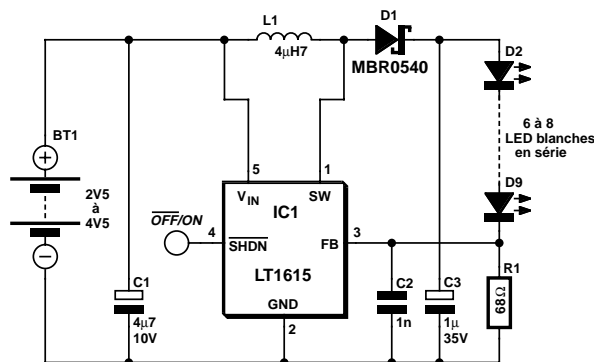 L1
4µH7
D1
MBR0540
D2
BT1
6 à 8
LED blanches
en série
5
1
VIN
SW
2V5
à
4V5
IC1
D9
OFF/ON
4
SHDN
FB
3
LT1615
R1
68Ω
C1
4µ7
10V
GND
2
C2
1n
C3
1µ
35V